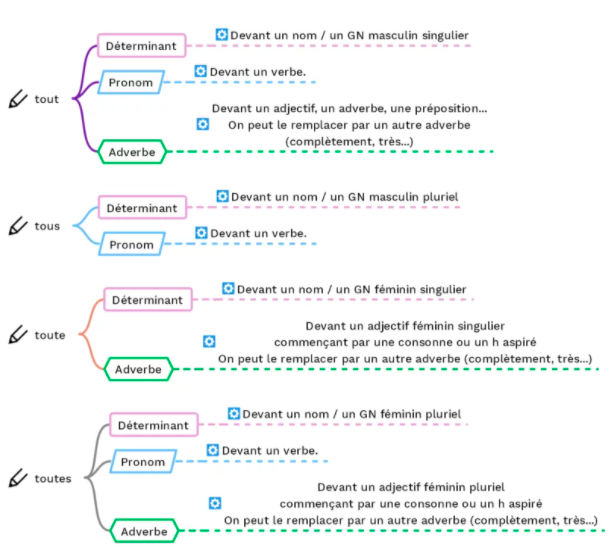 Déterminant
Devant un nom / un GN masculin singulier
Pronom
Devant un verbe.
tout
Devant un adjectif, un adverbe, une préposition...
On peut le remplacer par un autre adverbe
(complètement, très...)
Adverbe
Déterminant
Devant un nom / un GN masculin pluriel
tous
Pronom
Devant un verbe.
Déterminant
Devant un nom / un GN féminin singulier
toute
Devant un adjectif féminin singulier
commençant par une consonne ou un h aspiré
On peut le remplacer par un autre adverbe (complètement, très...)
Adverbe
Déterminant
Devant un nom / un GN féminin pluriel
Pronom
Devant un verbe.
toutes
Devant un adjectif féminin pluriel
commençant par une consonne ou un h aspiré
On peut le remplacer par un autre adverbe (complètement, très...)
Adverbe